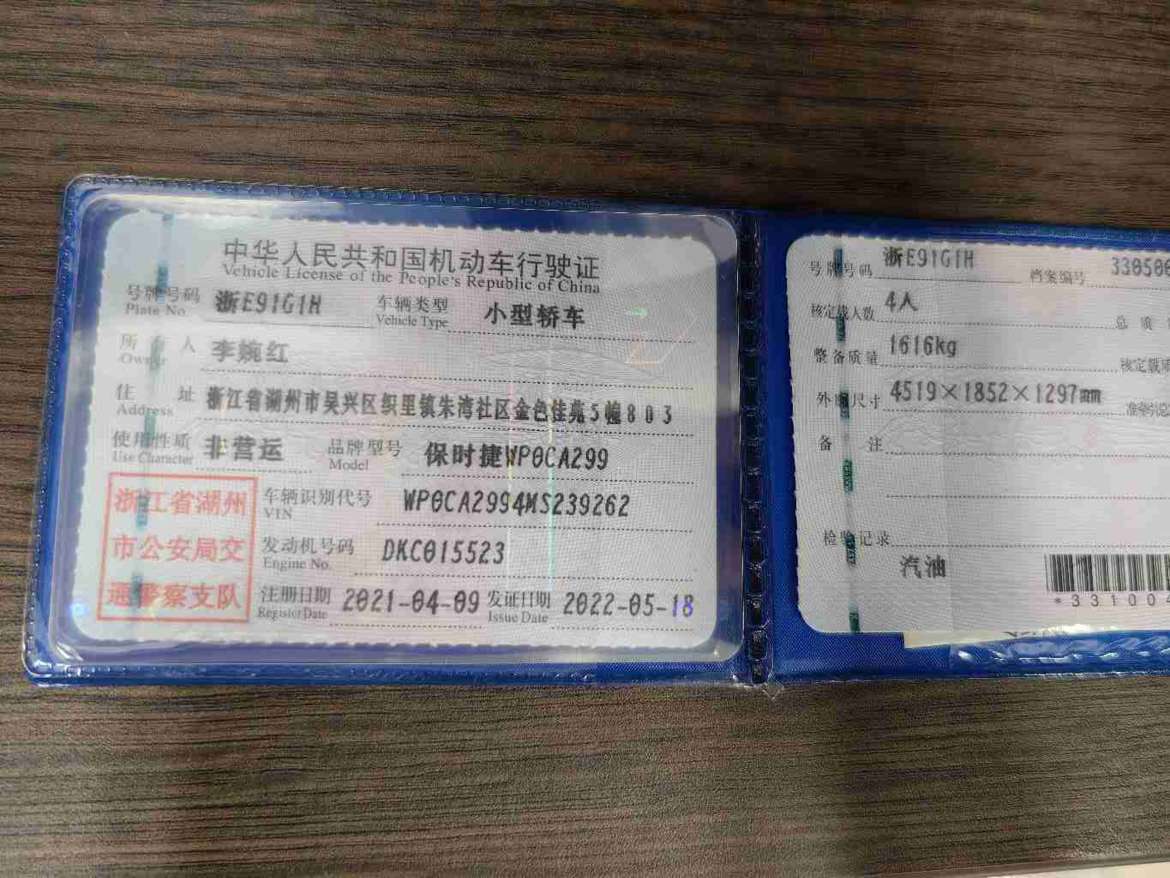 中华人民共和国机动车行驶证
Vehicle License of the People's Republic of China
号牌号码 浙E91G1H 车辆类型 小型轿车
Plate No. Vehicle Type
所有人 李婉红
Owner
住址 浙江省湖州市吴兴区织里镇朱湾社区金色佳苑5幢803
Address
使用性质 非营运 品牌型号 保时捷WP0CA299
Use Character Model
浙江省湖州
市公安局交
通警察支队
车辆识别代号 WP0CA2994MS239262
VIN
发动机号码 DKC015523
Engine No.
注册日期 2021-04-09 发证日期 2022-05-18
Register Date Issue Date
号牌号码 浙E91G1H 档案编号 330506
核定载人数 4人 总质
整备质量 1616kg 核定载质
外廓尺寸 4519×1852×1297mm
备注
检验记录
汽油
*331004